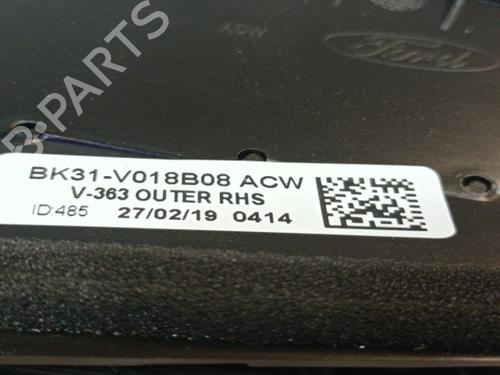 ACW
Ford
B-PARTS
BK31-V018B08 ACW
V-363 OUTER RHS
ID:485 27/02/19 0414